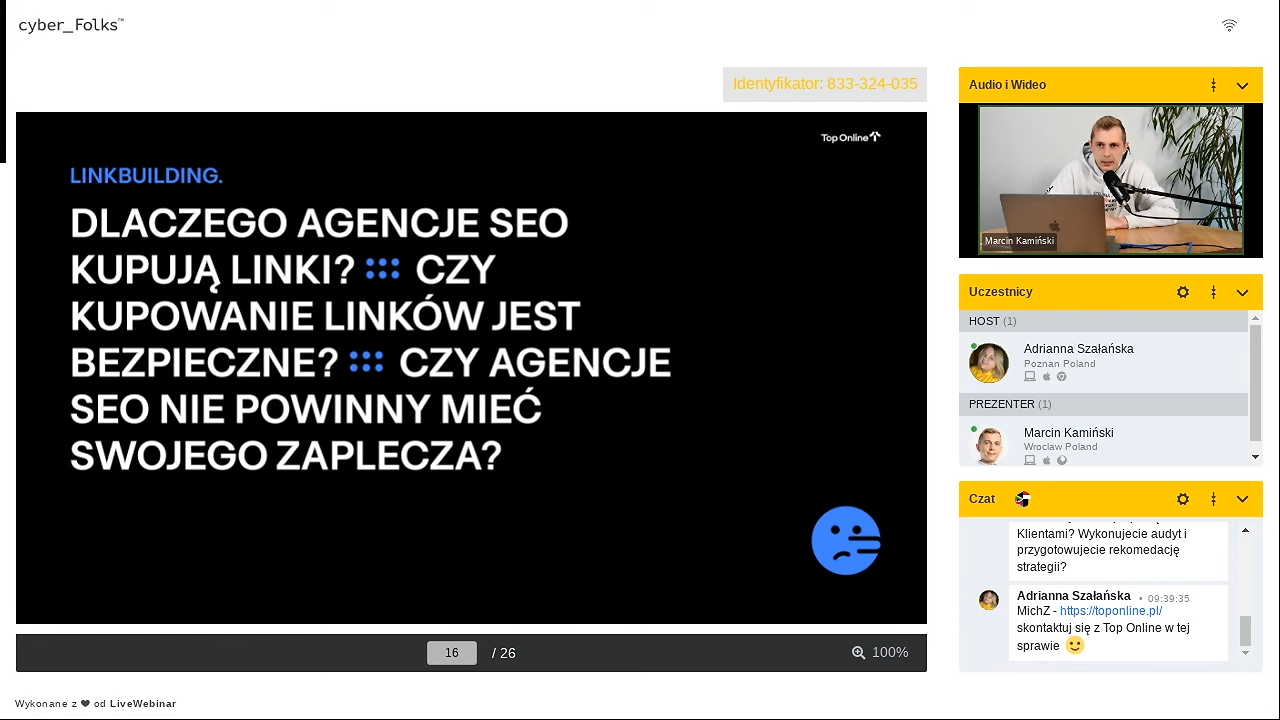 cyber_Folks™
Identyfikator: 833-324-035
Top Online
LINKBUILDING.
DLACZEGO AGENCJE SEO
KUPUJĄ LINKI? CZY
KUPOWANIE LINKÓW JEST
BEZPIECZNE? CZY AGENCJE
SEO NIE POWINNY MIEĆ
SWOJEGO ZAPLECZA?
16 / 26
100%
Audio i Wideo
Marcin Kamiński
Uczestnicy
HOST (1)
Adrianna Szałańska
Poznan Poland
PREZENTER (1)
Marcin Kamiński
Wroclaw Poland
Czat
Klientami? Wykonujecie audyt i
przygotowujecie rekomedację
strategii?
Adrianna Szałańska • 09:39:35
MichZ - https://toponline.pl/
skontaktuj się z Top Online w tej
sprawie
Wykonane z ❤ od LiveWebinar